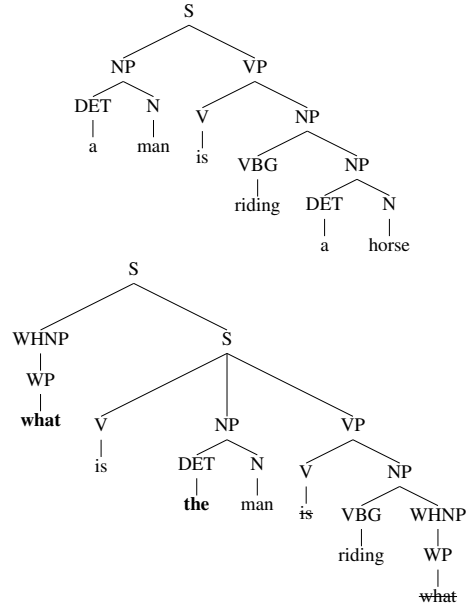 S
NP VP
DET N V NP
a man is VBG NP
riding DET N
a horse
S
WHNP S
WP
what V NP VP
is DET N V NP
the man is VBG WHNP
riding WP
what